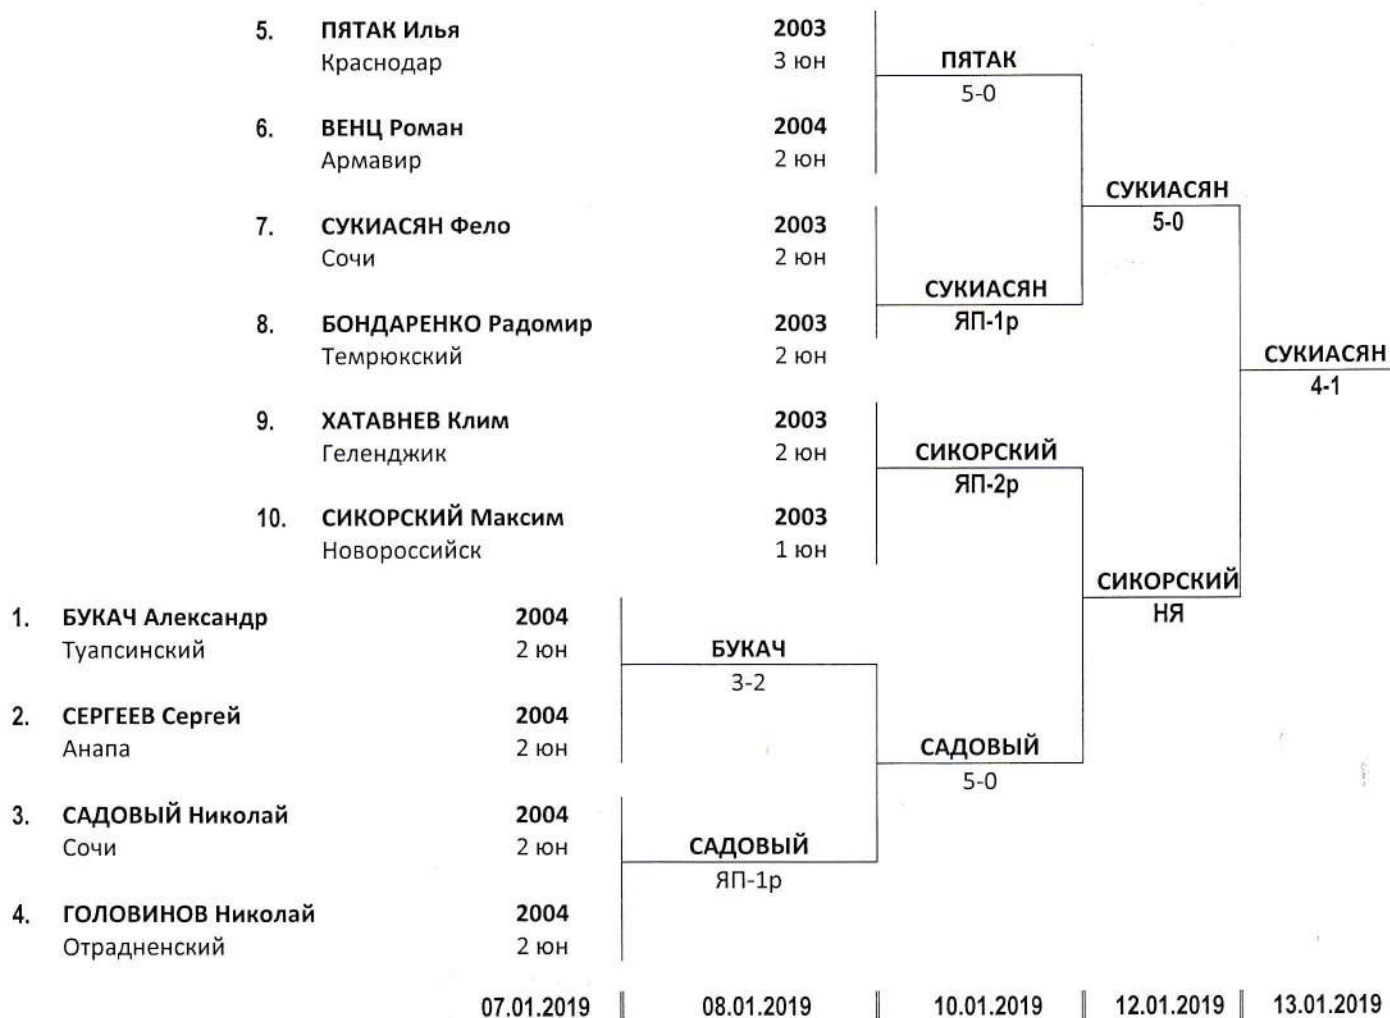 5. ПЯТАК Илья 2003
Краснодар 3 юн
ПЯТАК
5-0
6. ВЕНЦ Роман 2004
Армавир 2 юн
СУКИАСЯН
5-0
7. СУКИАСЯН Фело 2003
Сочи 2 юн
СУКИАСЯН
ЯП-1р
8. БОНДАРЕНКО Радомир 2003
Темрюкский 2 юн
СУКИАСЯН
4-1
9. ХАТАВНЕВ Клим 2003
Геленджик 2 юн
СИКОРСКИЙ
ЯП-2р
10. СИКОРСКИЙ Максим 2003
Новороссийск 1 юн
СИКОРСКИЙ
НЯ
1. БУКАЧ Александр 2004
Туапсинский 2 юн
БУКАЧ
3-2
2. СЕРГЕЕВ Сергей 2004
Анапа 2 юн
САДОВЫЙ
5-0
3. САДОВЫЙ Николай 2004
Сочи 2 юн
САДОВЫЙ
ЯП-1р
4. ГОЛОВИНОВ Николай 2004
Отрадненский 2 юн
07.01.2019 08.01.2019 10.01.2019 12.01.2019 13.01.2019